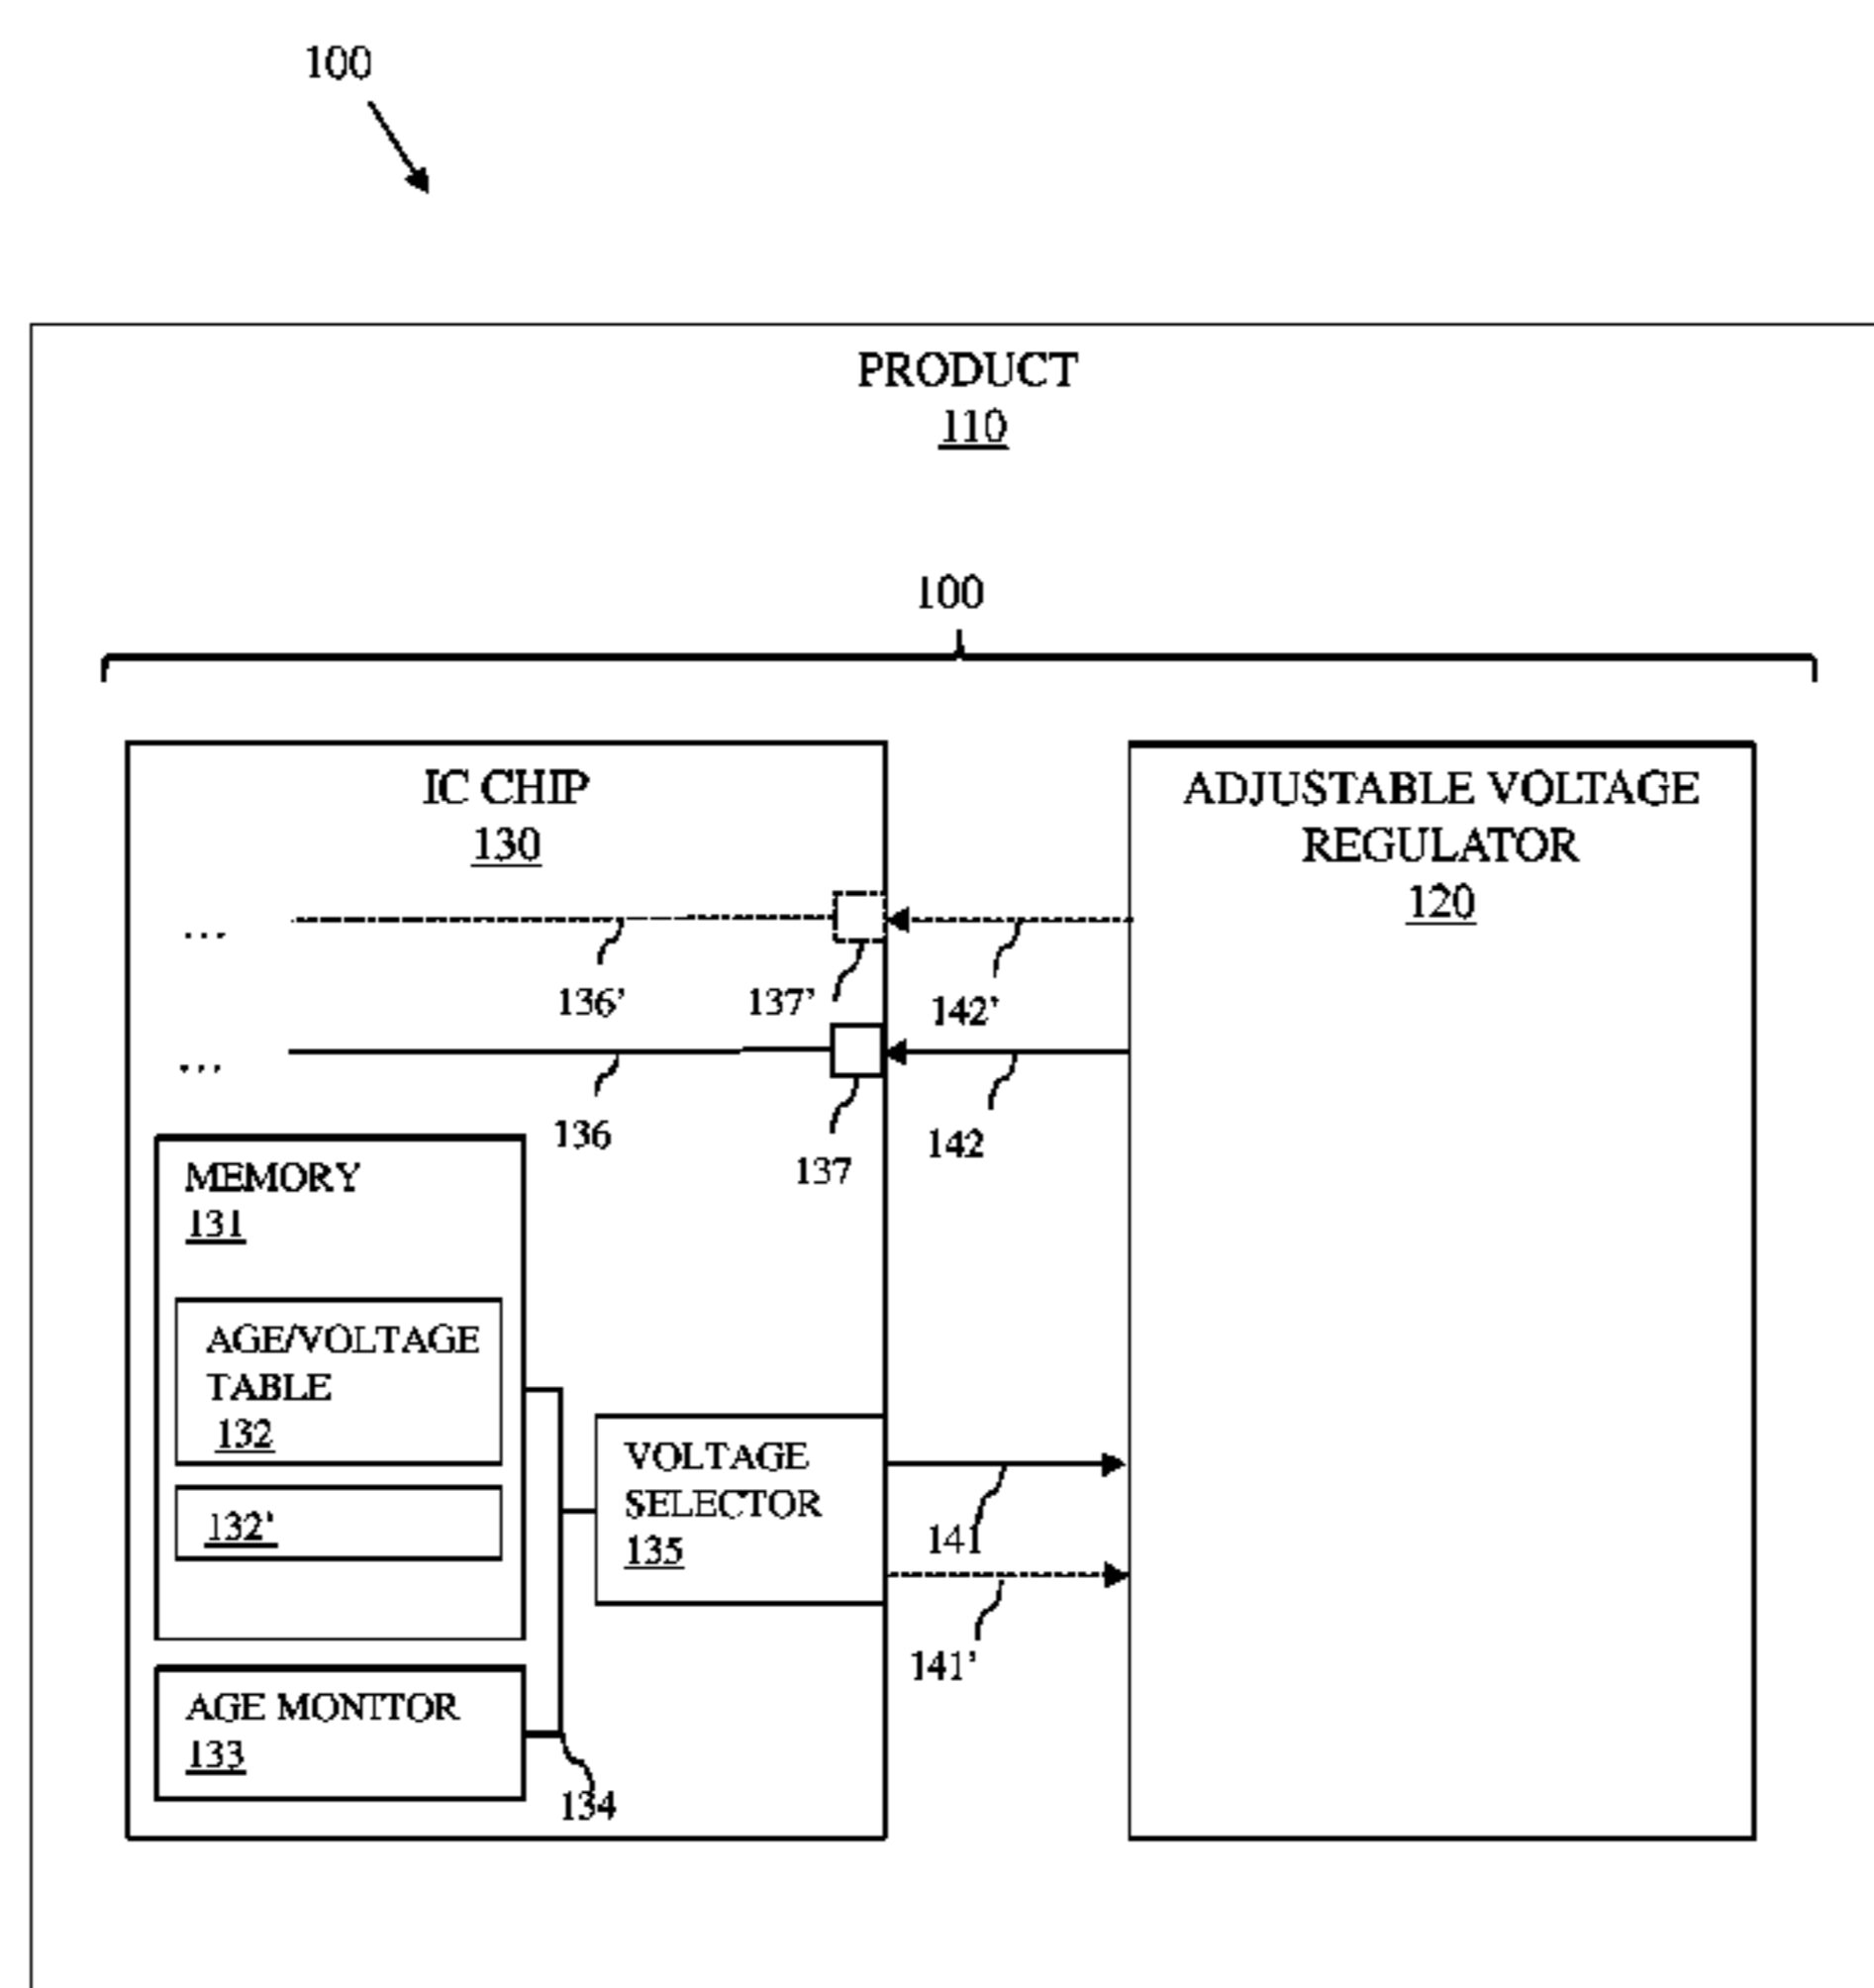 100
PRODUCT
110
100
IC CHIP
130
ADJUSTABLE VOLTAGE
REGULATOR
120
...
136’
137’
142’
...
136
137
142
MEMORY
131
AGE/VOLTAGE
TABLE
132
132’
VOLTAGE
SELECTOR
135
141
141’
AGE MONITOR
133
134